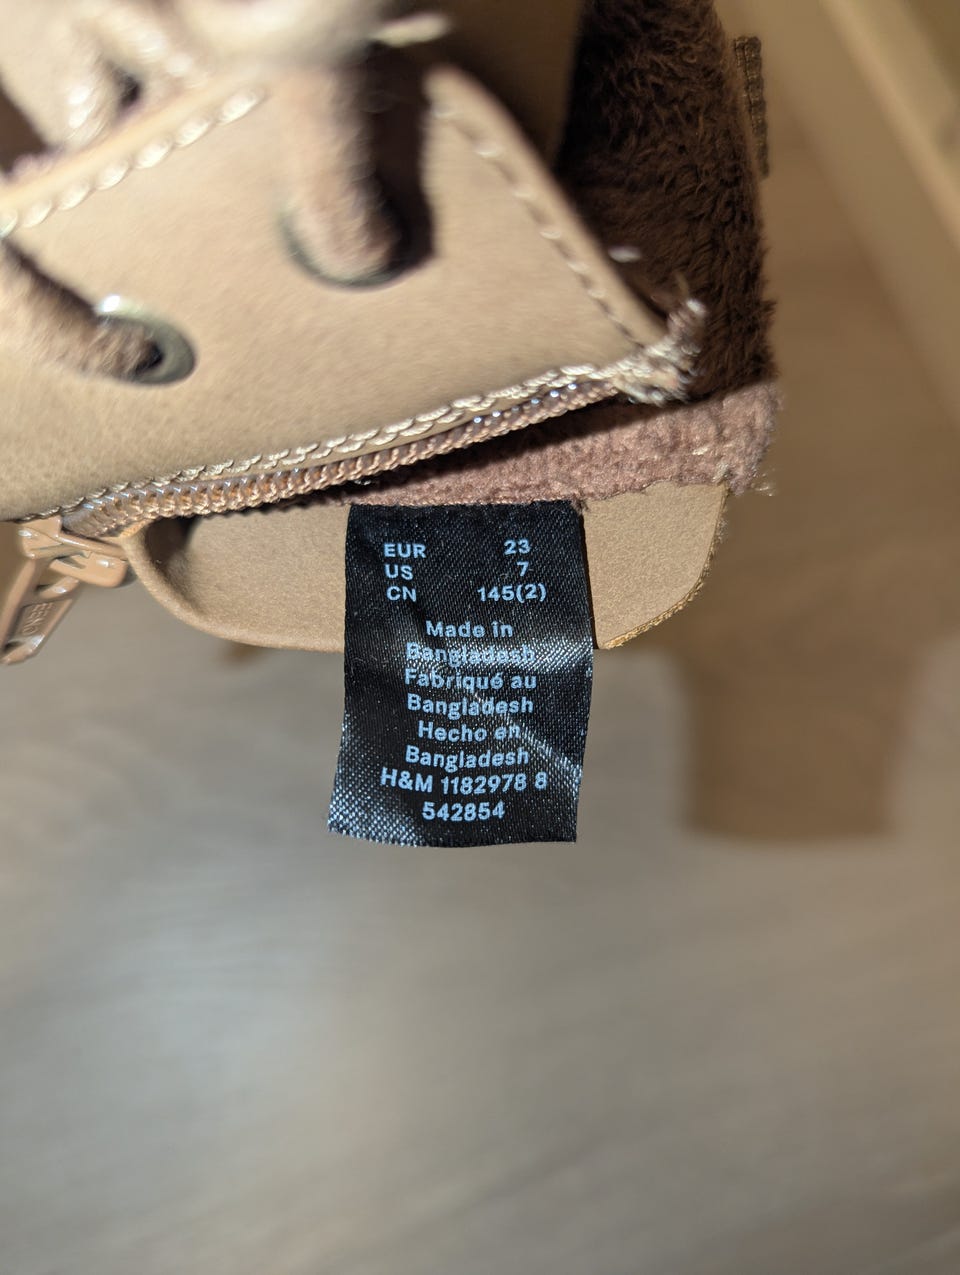 EUR 23
US 7
CN 145(2)
Made in
Bangladesh
Fabriqué au
Bangladesh
Hecho en
Bangladesh
H&M 1182978 8
542854